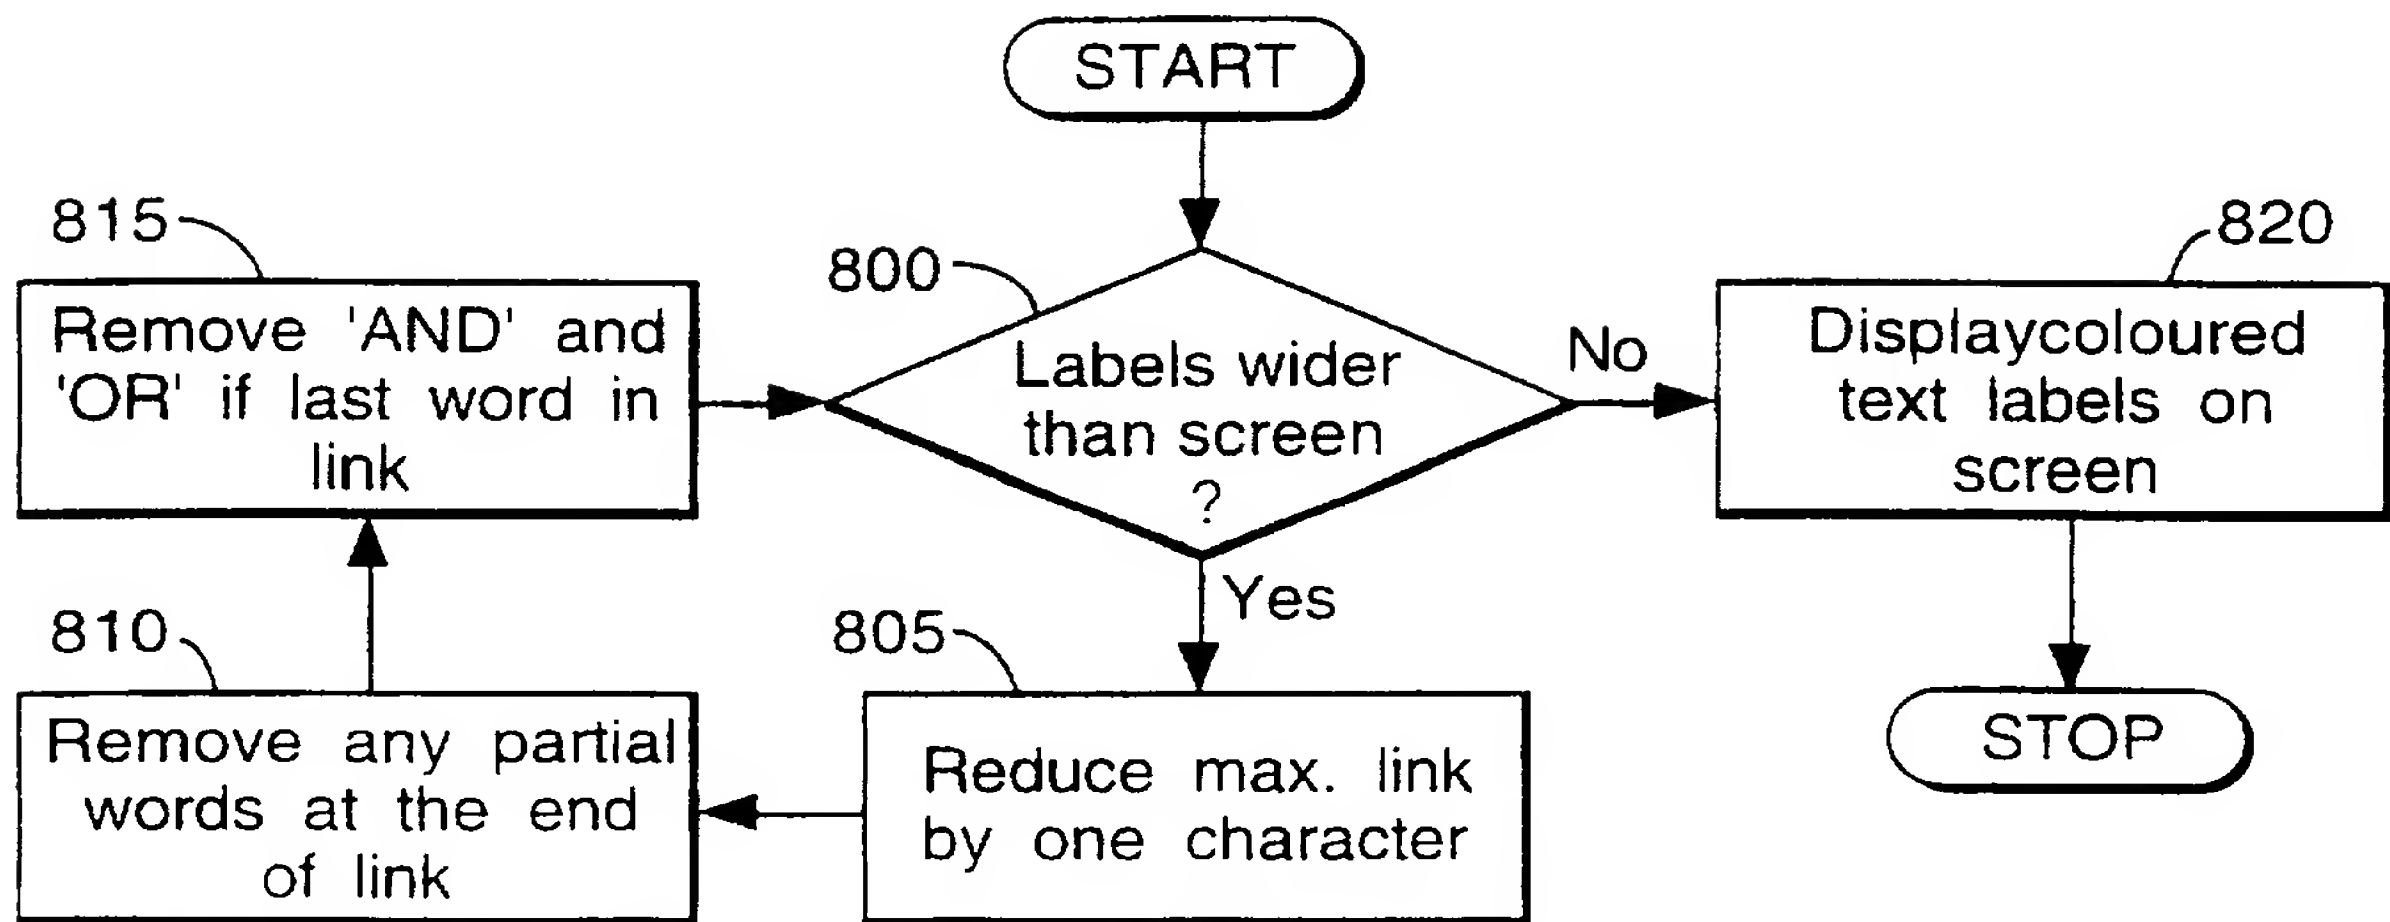 START
815
800
820
Remove 'AND' and
'OR' if last word in
link
Labels wider
than screen
?
No
Displaycoloured
text labels on
screen
Yes
810
805
STOP
Remove any partial
words at the end
of link
Reduce max. link
by one character